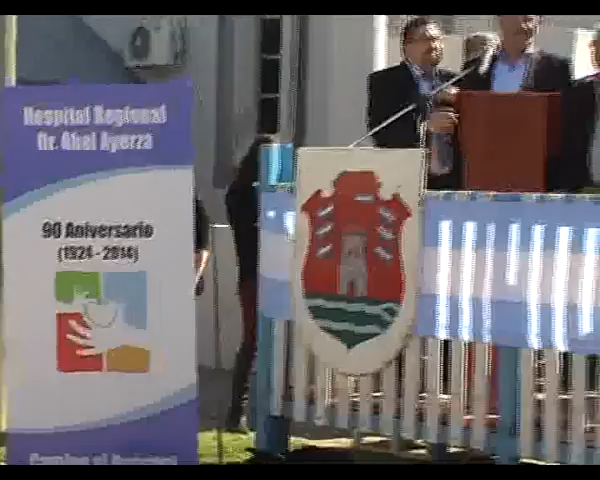 Hospital Regional
Dr. Abel Ayerza
90 Aniversario
(1924 - 2014)